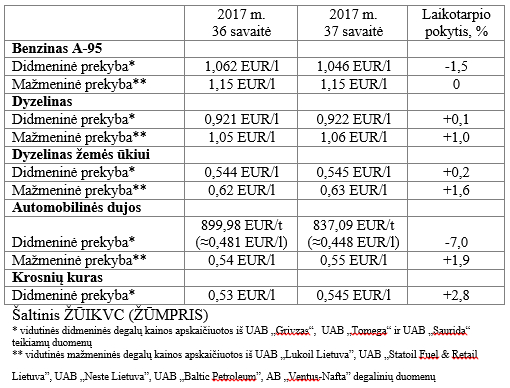 2017 m. 36 savaitė 2017 m. 37 savaitė Laikotarpio pokytis, %
Benzinas A-95
Didmeninė prekyba* 1,062 EUR/l 1,046 EUR/l -1,5
Mažmeninė prekyba** 1,15 EUR/l 1,15 EUR/l 0
Dyzelinas
Didmeninė prekyba* 0,921 EUR/l 0,922 EUR/l +0,1
Mažmeninė prekyba** 1,05 EUR/l 1,06 EUR/l +1,0
Dyzelinas žemės ūkiui
Didmeninė prekyba* 0,544 EUR/l 0,545 EUR/l +0,2
Mažmeninė prekyba** 0,62 EUR/l 0,63 EUR/l +1,6
Automobilinės dujos
Didmeninė prekyba* 899,98 EUR/t (≈0,481 EUR/l) 837,09 EUR/t (≈0,448 EUR/l) -7,0
Mažmeninė prekyba** 0,54 EUR/l 0,55 EUR/l +1,9
Krosnių kuras
Didmeninė prekyba* 0,53 EUR/l 0,545 EUR/l +2,8
Šaltinis ŽŪIKVC (ŽŪMPRIS)
* vidutinės didmeninės degalų kainos apskaičiuotos iš UAB „Grivzas“, UAB „Tomega“ ir UAB „Saurida“
teikiamų duomenų
** vidutinės mažmeninės degalų kainos apskaičiuotos iš UAB „Lukoil Lietuva”, UAB „Statoil Fuel & Retail
Lietuva”, UAB „Neste Lietuva”, UAB „Baltic Petroleum”, AB „Ventus-Nafta” degalinių duomenų